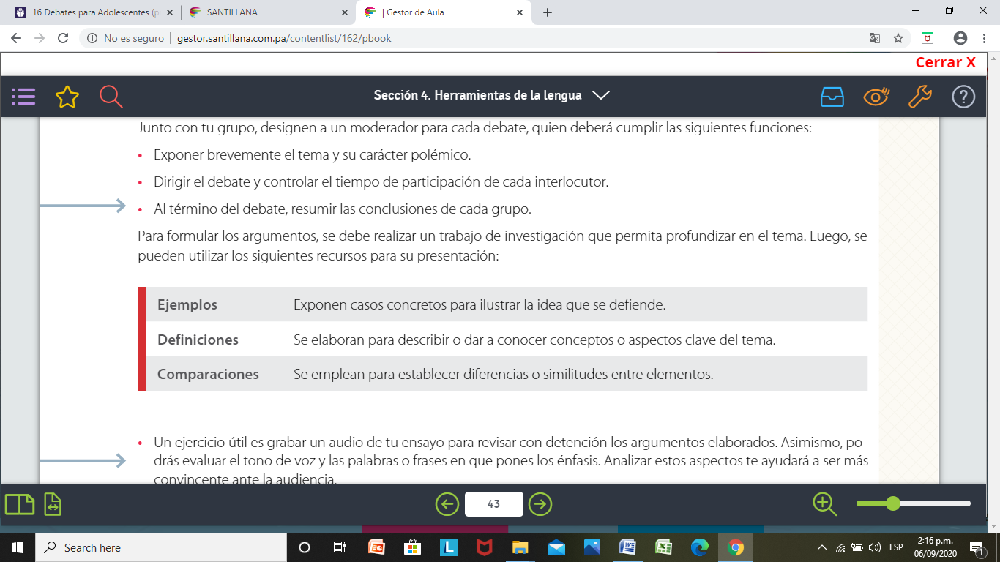 16 Debates para Adolescentes (p
SANTILLANA
| Gestor de Aula
No es seguro
gestor.santillana.com.pa/contentlist/162/pbook
Cerrar X
Sección 4. Herramientas de la lengua
Junto con tu grupo, designen a un moderador para cada debate, quien deberá cumplir las siguientes funciones:
• Exponer brevemente el tema y su carácter polémico.
• Dirigir el debate y controlar el tiempo de participación de cada interlocutor.
• Al término del debate, resumir las conclusiones de cada grupo.
Para formular los argumentos, se debe realizar un trabajo de investigación que permita profundizar en el tema. Luego, se
pueden utilizar los siguientes recursos para su presentación:
Ejemplos Exponen casos concretos para ilustrar la idea que se defiende.
Definiciones Se elaboran para describir o dar a conocer conceptos o aspectos clave del tema.
Comparaciones Se emplean para establecer diferencias o similitudes entre elementos.
• Un ejercicio útil es grabar un audio de tu ensayo para revisar con detención los argumentos elaborados. Asimismo, po-
drás evaluar el tono de voz y las palabras o frases en que pones los énfasis. Analizar estos aspectos te ayudará a ser más
convincente ante la audiencia.
43
Search here
ESP
2:16 p.m.
06/09/2020
1